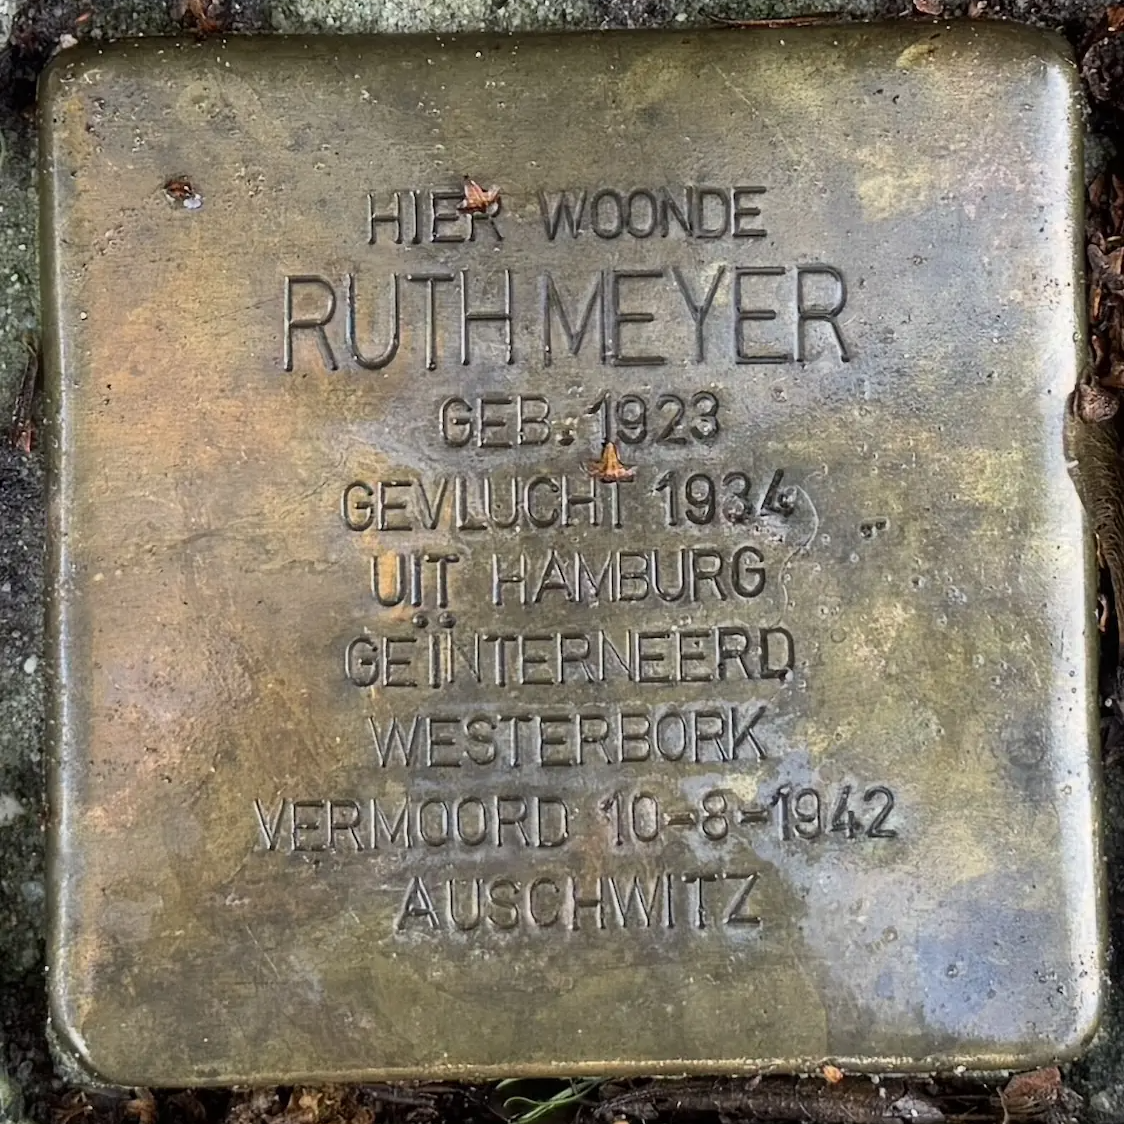 HIER WOONDE
RUTH MEYER
GEB. 1923
GEVLUCHT 1934
UIT HAMBURG
GEÏNTERNEERD
WESTERBORK
VERMOORD 10-8-1942
AUSCHWITZ